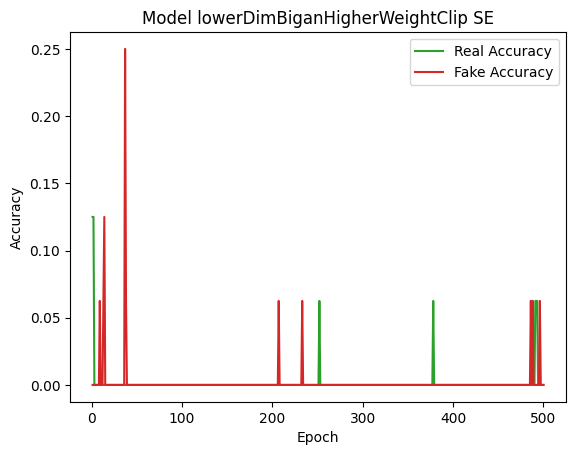 Model lowerDimBiganHigherWeightClip SE
Real Accuracy
Fake Accuracy
0.25
0.20
0.15
0.10
0.05
0.00
Accuracy
0 100 200 300 400 500
Epoch